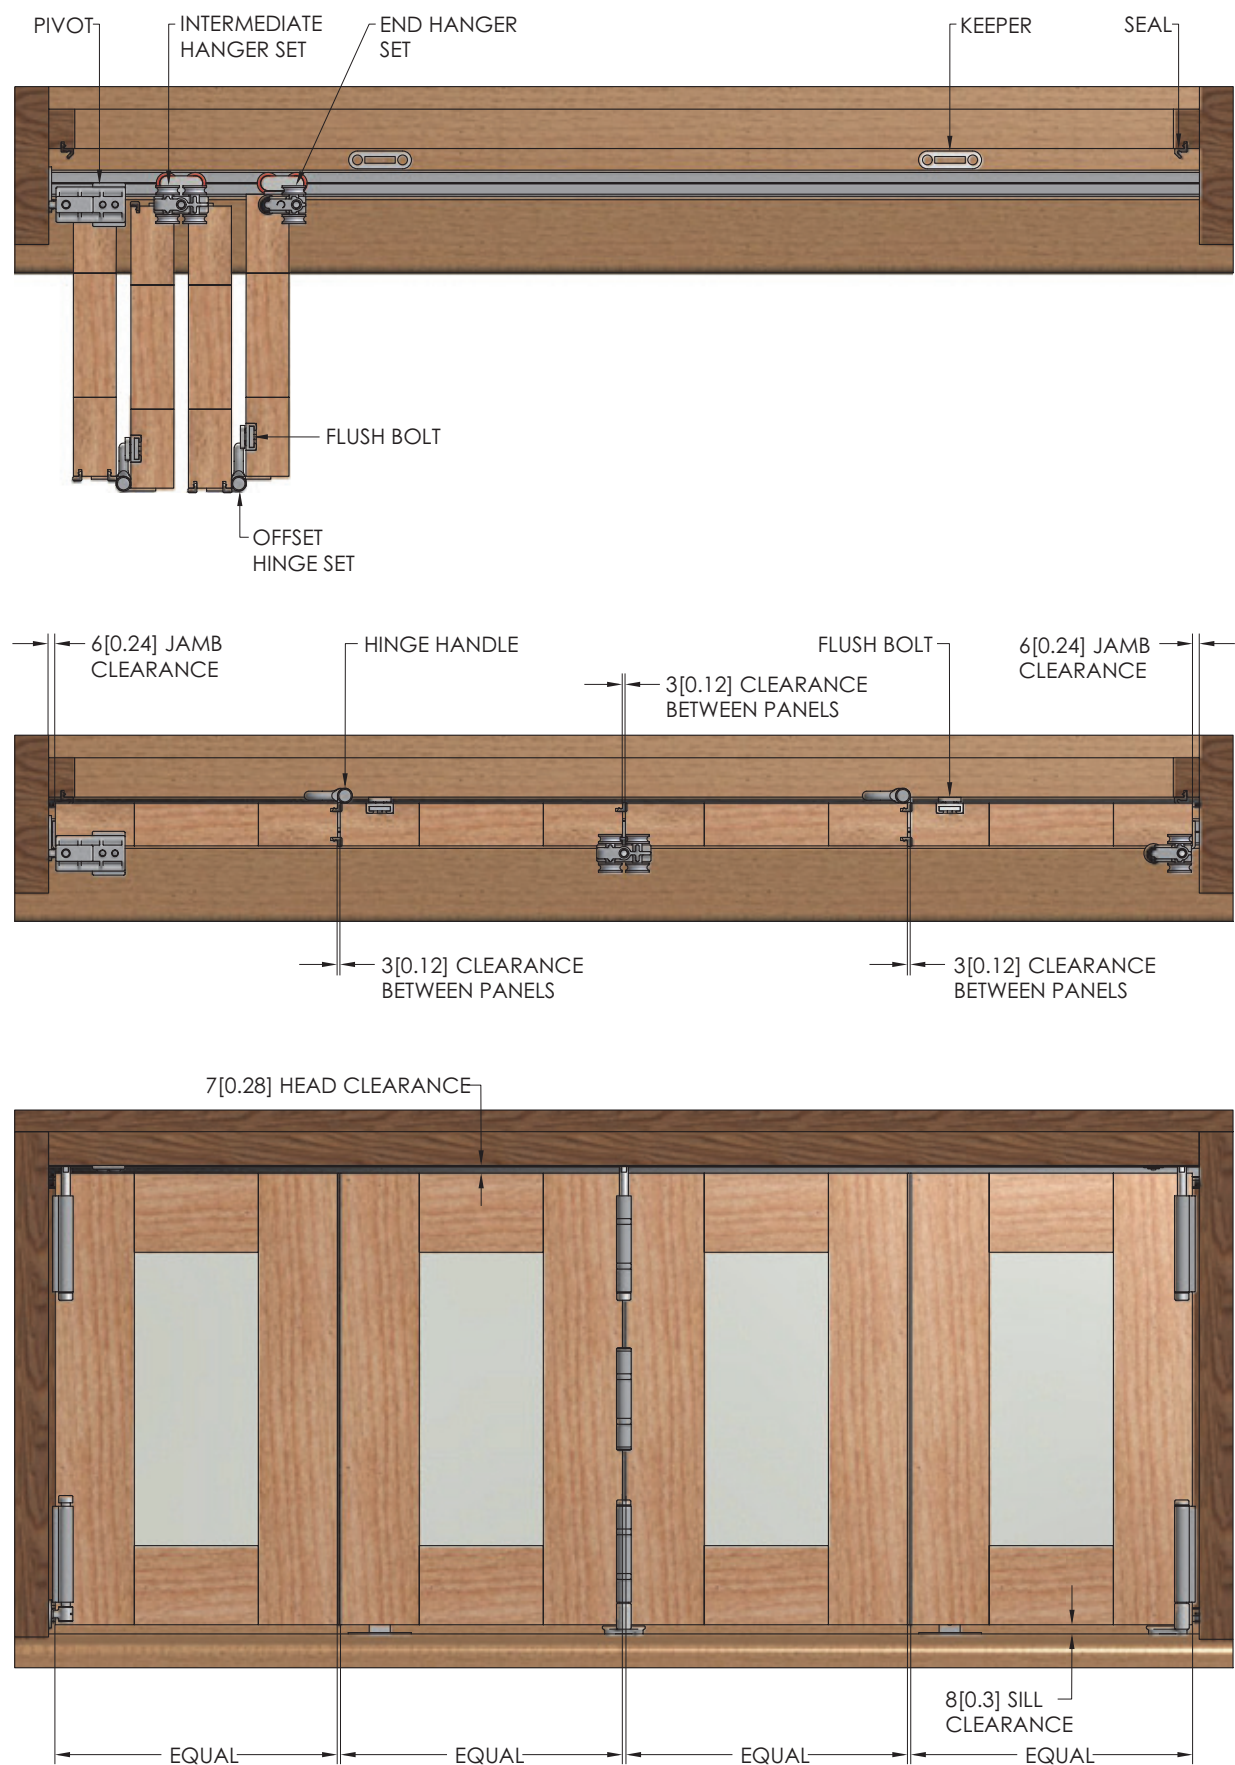 PIVOT
INTERMEDIATE
HANGER SET
END HANGER
SET
KEEPER
SEAL
FLUSH BOLT
OFFSET
HINGE SET
6[0.24] JAMB
CLEARANCE
HINGE HANDLE
3[0.12] CLEARANCE
BETWEEN PANELS
FLUSH BOLT
6[0.24] JAMB
CLEARANCE
3[0.12] CLEARANCE
BETWEEN PANELS
3[0.12] CLEARANCE
BETWEEN PANELS
7[0.28] HEAD CLEARANCE
8[0.3] SILL
CLEARANCE
EQUAL
EQUAL
EQUAL
EQUAL